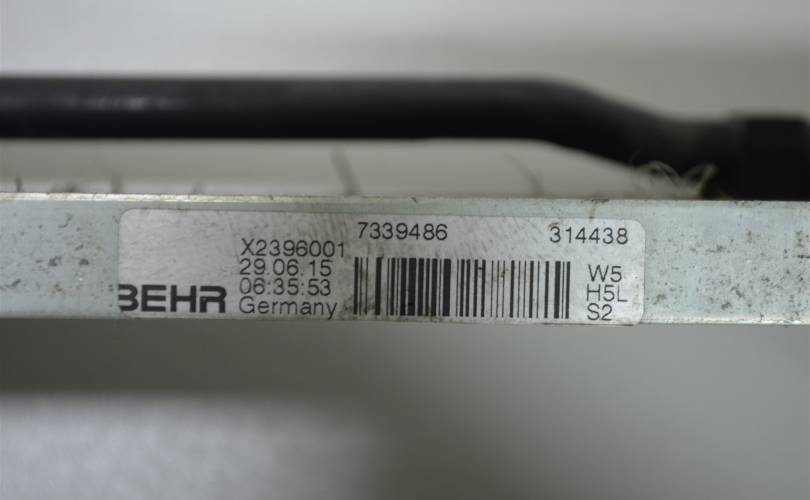 7339486 314438
X2396001
29.06.15 W5
06:35:53 H5L
BEHR Germany S2